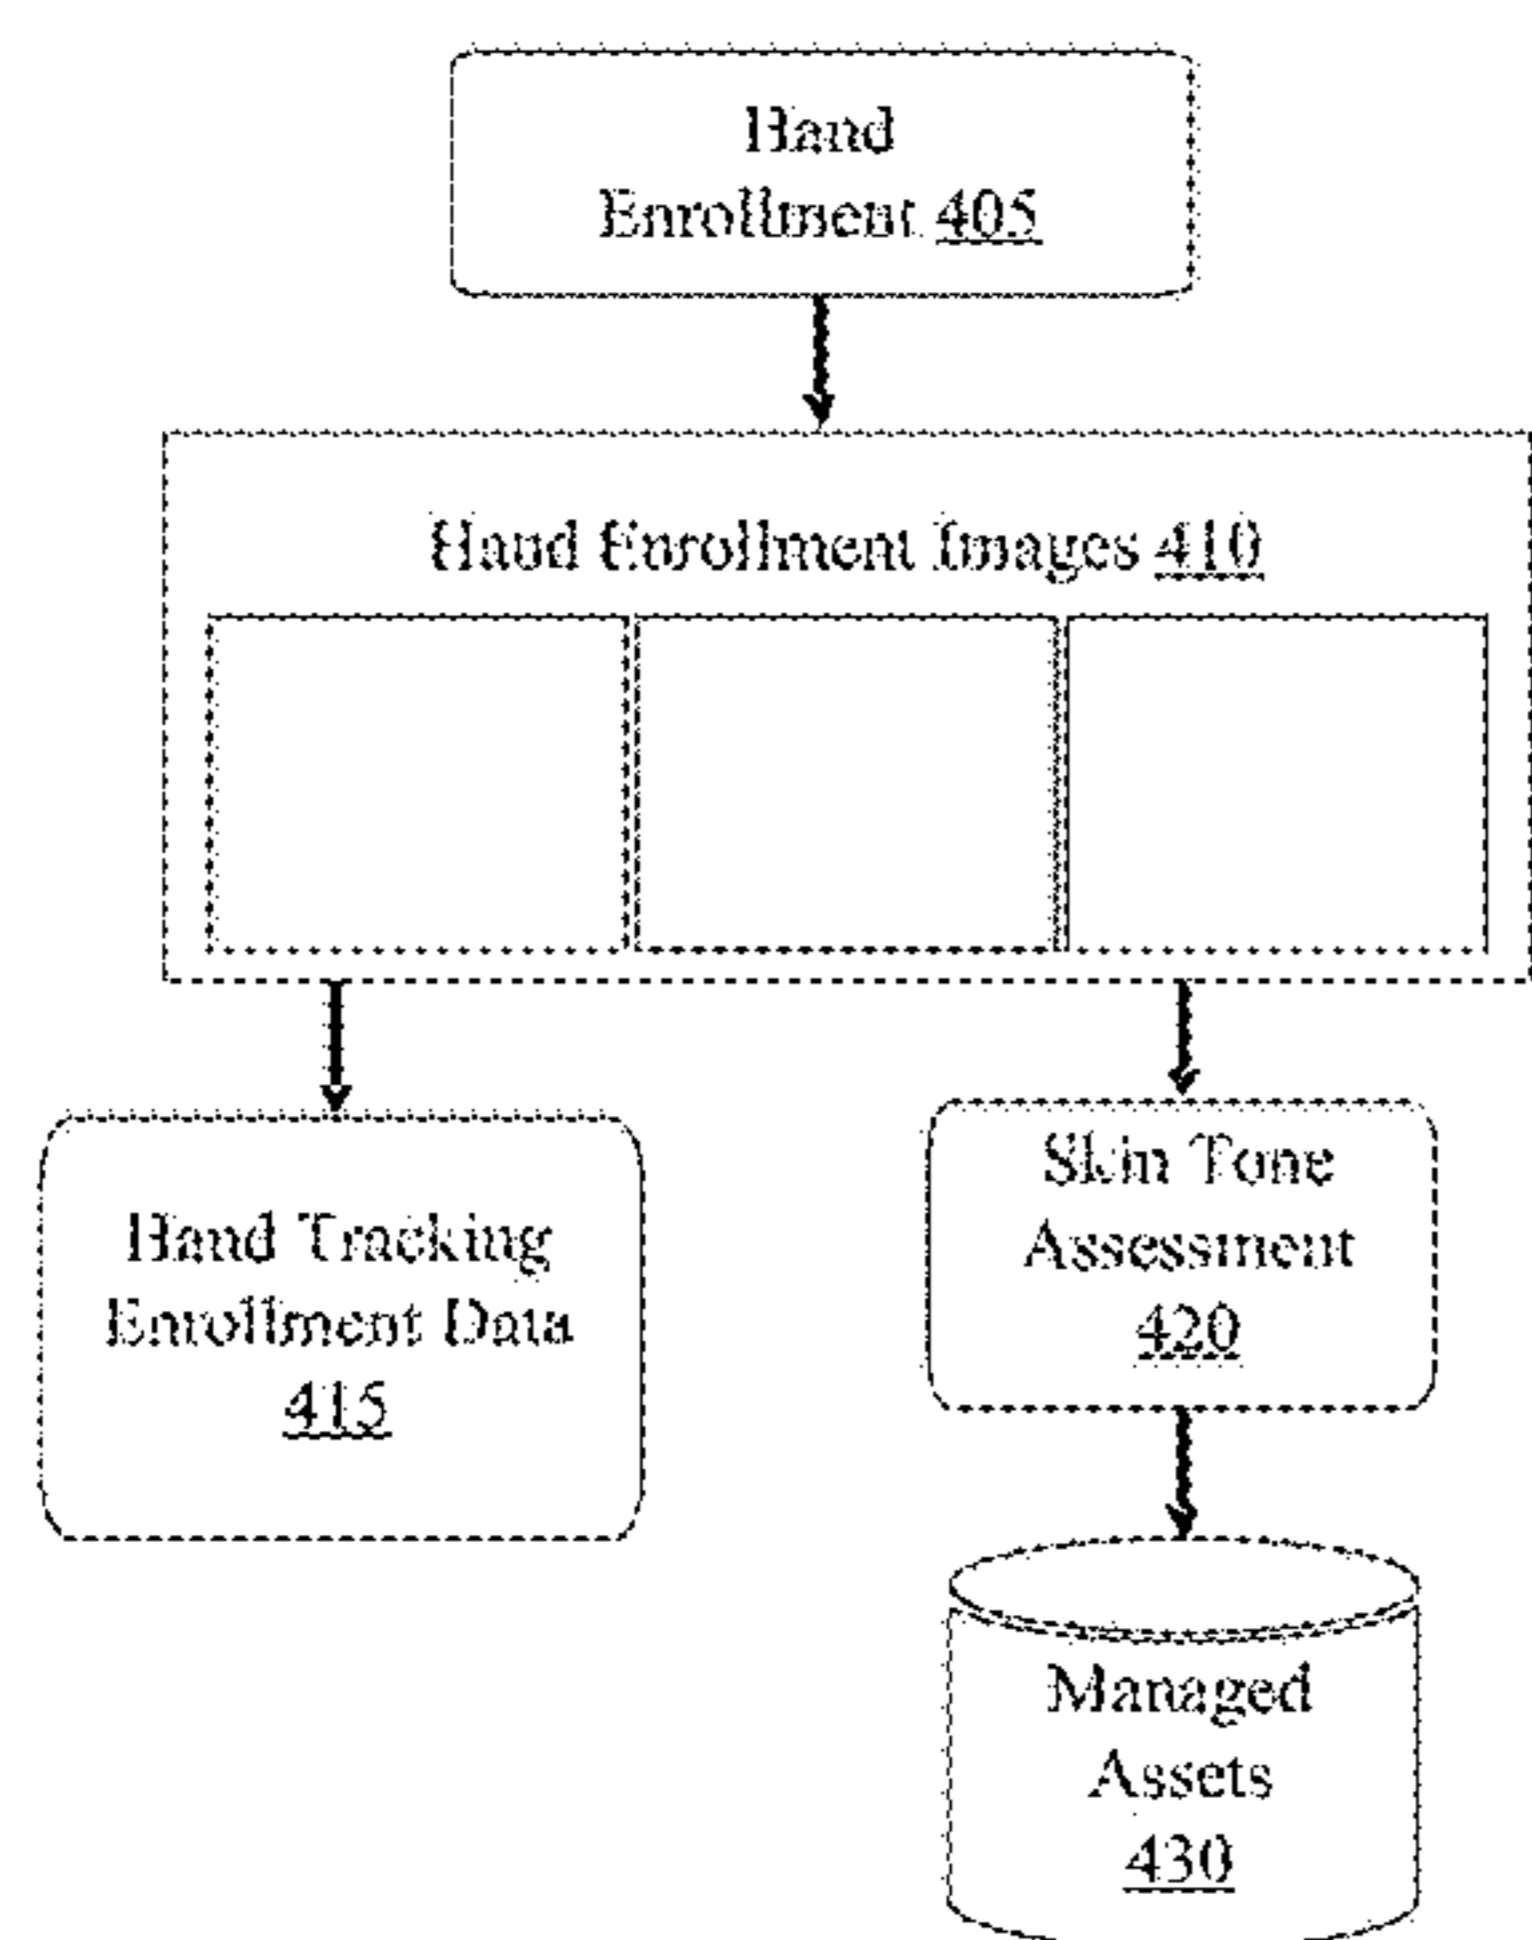 Hand
Enrollment 405
Hand Enrollment Images 410
Hand Tracking
Enrollment Data
415
Skin Tone
Assessment
420
Managed
Assets
430